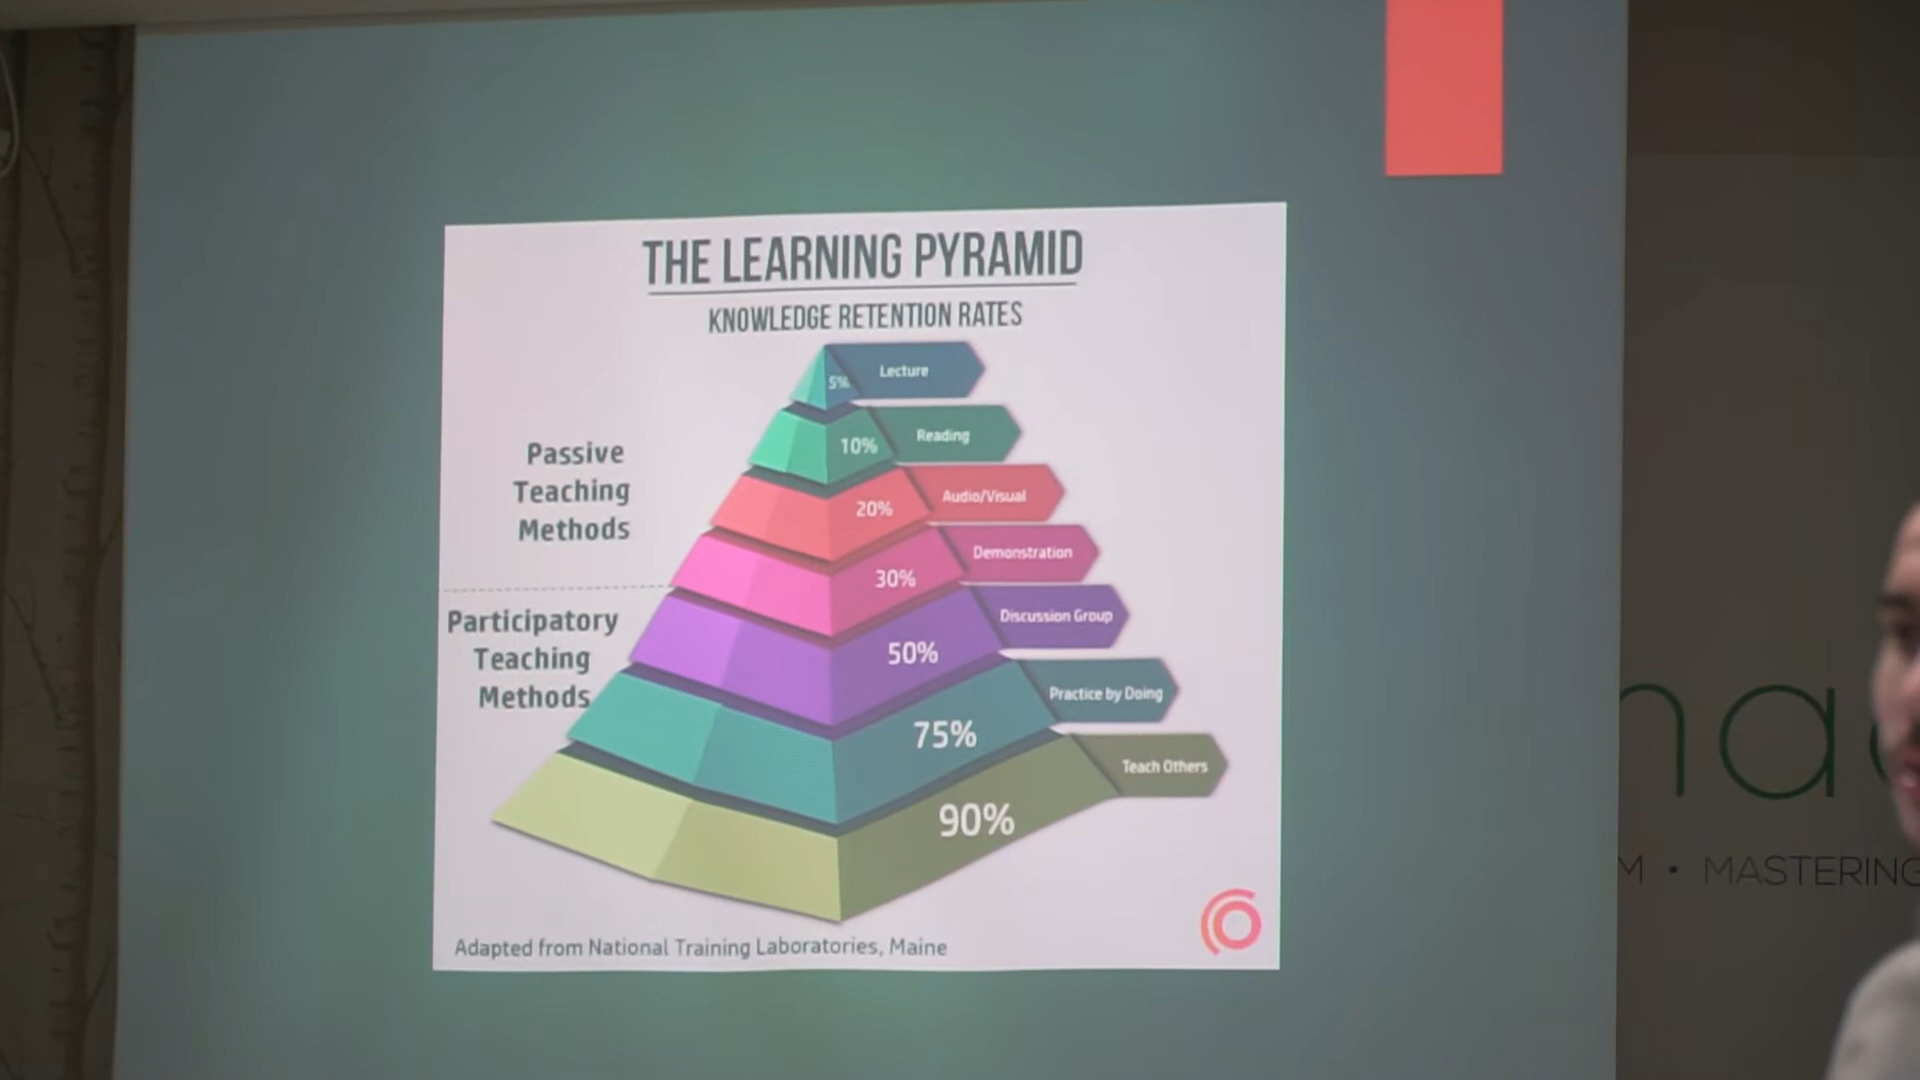 THE LEARNING PYRAMID
KNOWLEDGE RETENTION RATES
5% Lecture
10% Reading
20% Audio/Visual
30% Demonstration
50% Discussion Group
75% Practice by Doing
90% Teach Others
Passive
Teaching
Methods
Participatory
Teaching
Methods
Adapted from National Training Laboratories, Maine
M • MASTERING